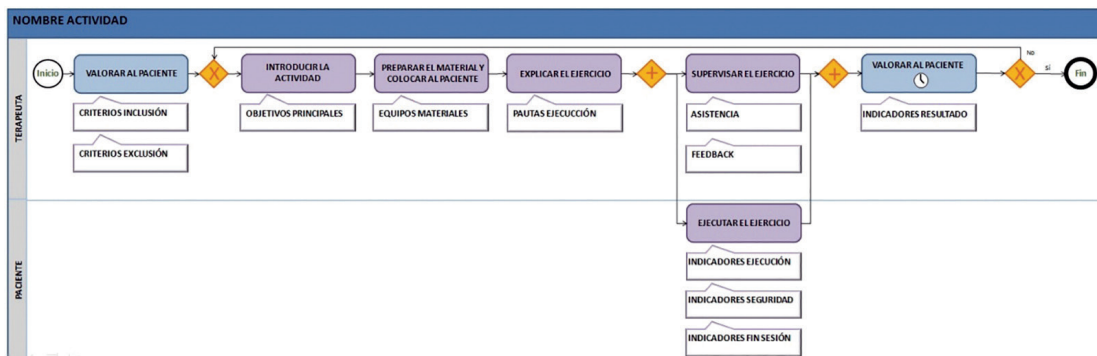 NOMBRE ACTIVIDAD
TERAPEUTA
Inicio
VALORAR AL PACIENTE
CRITERIOS INCLUSIÓN
CRITERIOS EXCLUSIÓN
X
INTRODUCIR LA
ACTIVIDAD
OBJETIVOS PRINCIPALES
PREPARAR EL MATERIAL Y
COLOCAR AL PACIENTE
EQUIPOS MATERIALES
EXPLICAR EL EJERCICIO
PAUTAS EJECUCCIÓN
+
SUPERVISAR EL EJERCICIO
ASISTENCIA
FEEDBACK
+
VALORAR AL PACIENTE
INDICADORES RESULTADO
X
No
sí
Fin
PACIENTE
EJECUTAR EL EJERCICIO
INDICADORES EJECUCIÓN
INDICADORES SEGURIDAD
INDICADORES FIN SESIÓN